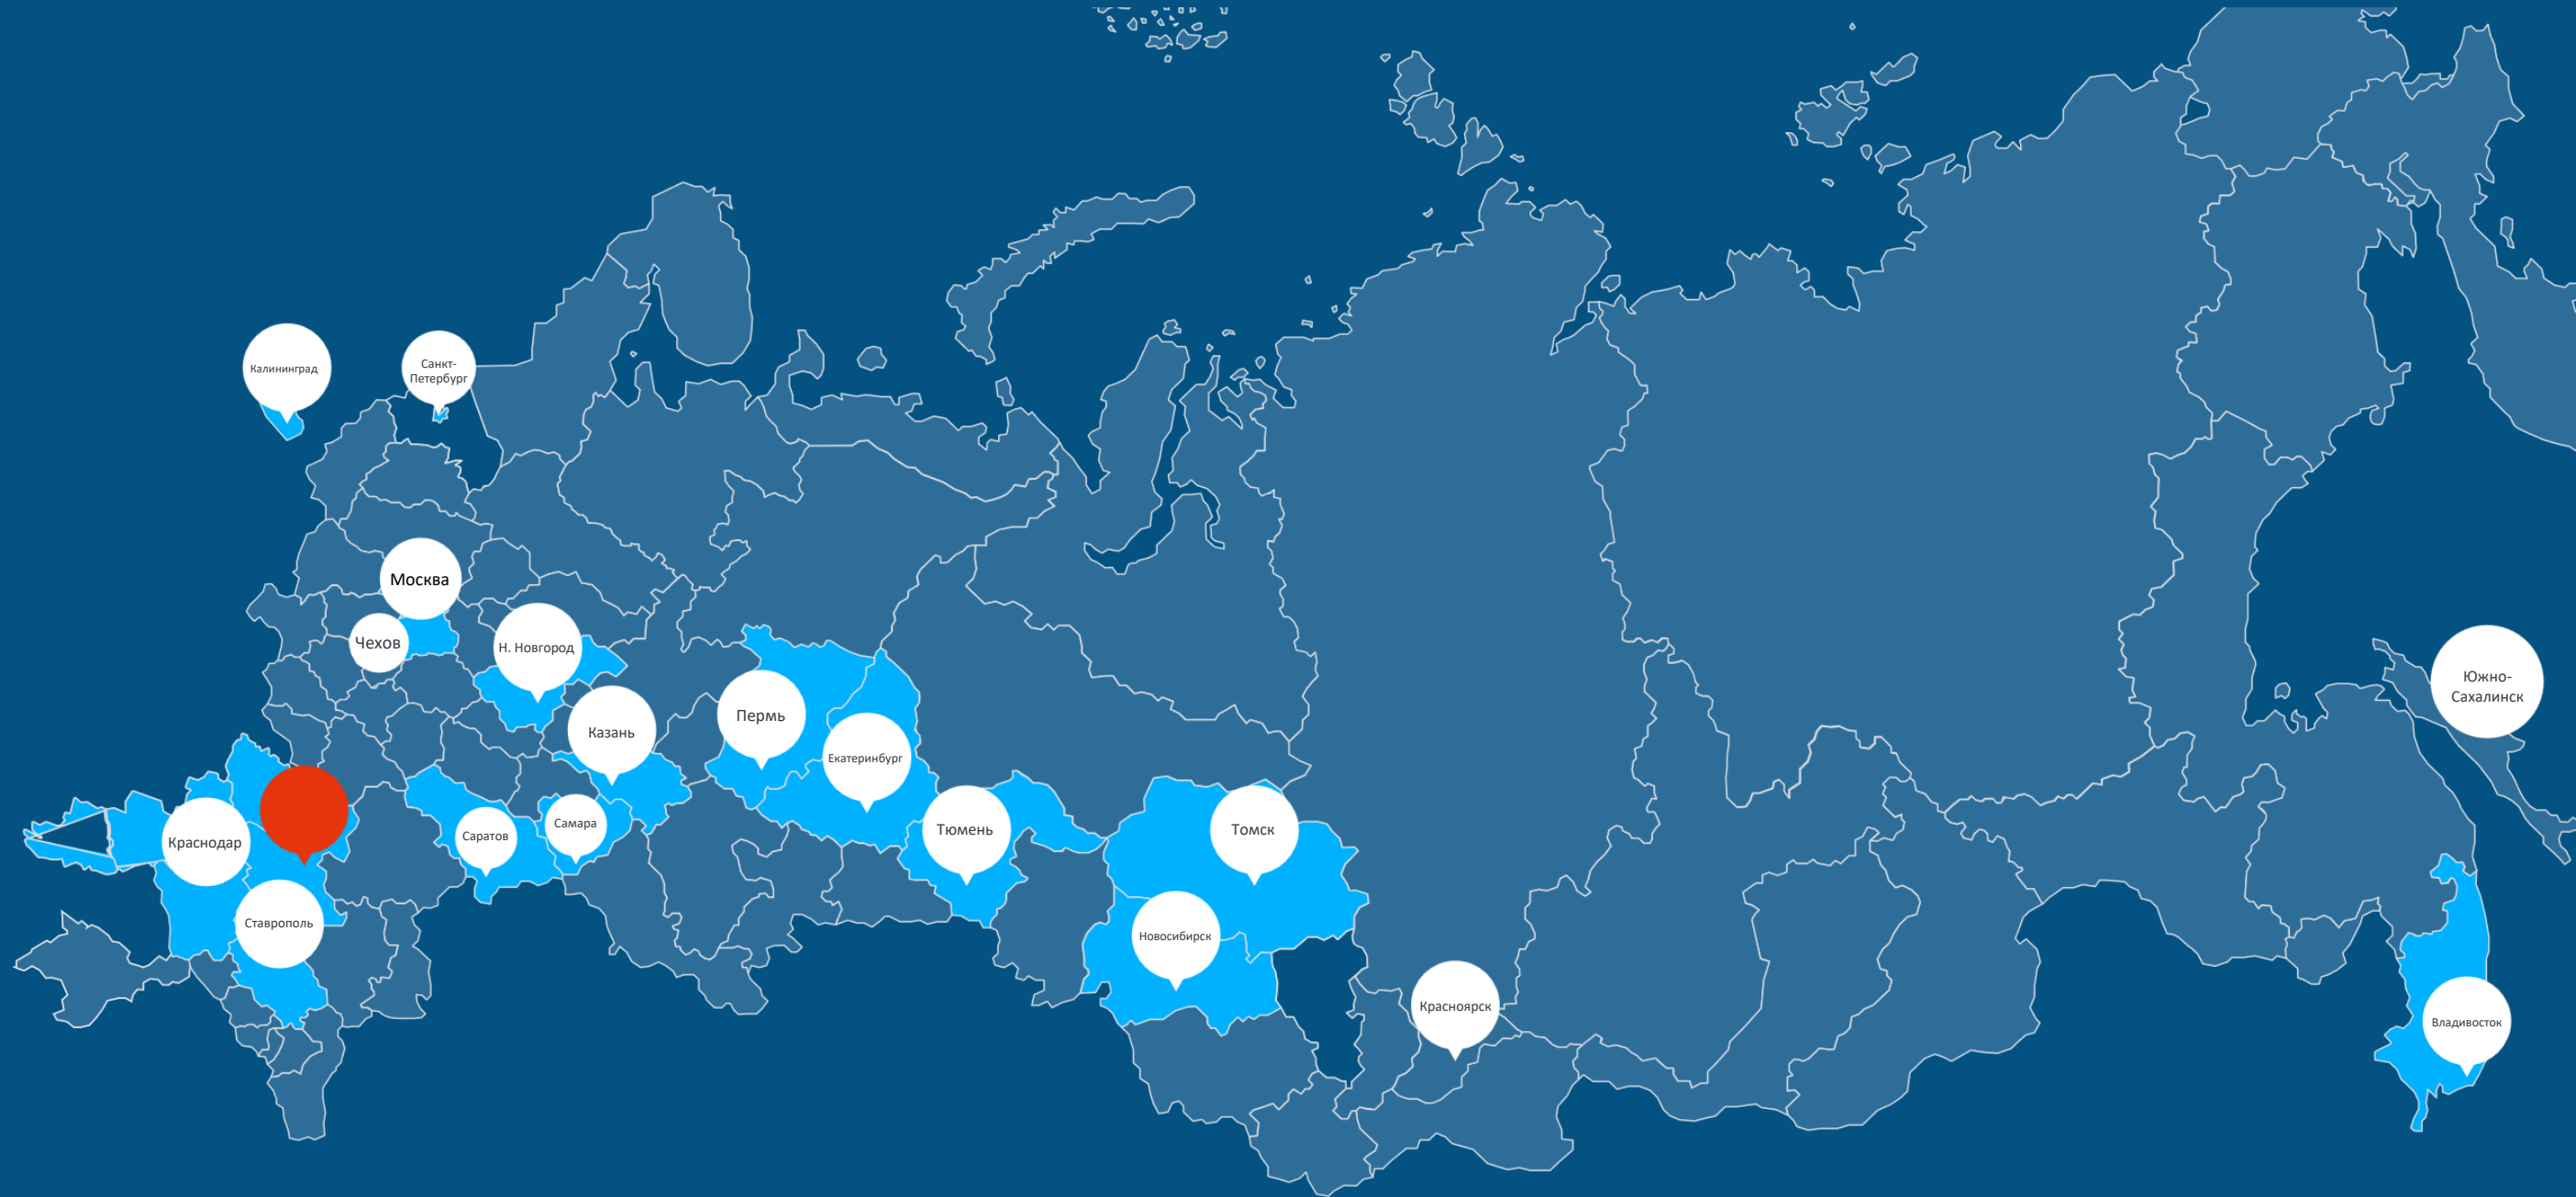 Калининград
Санкт-
Петербург
Москва
Чехов
Н. Новгород
Казань
Пермь
Екатеринбург
Южно-
Сахалинск
Краснодар
Саратов
Самара
Тюмень
Томск
Ставрополь
Новосибирск
Красноярск
Владивосток